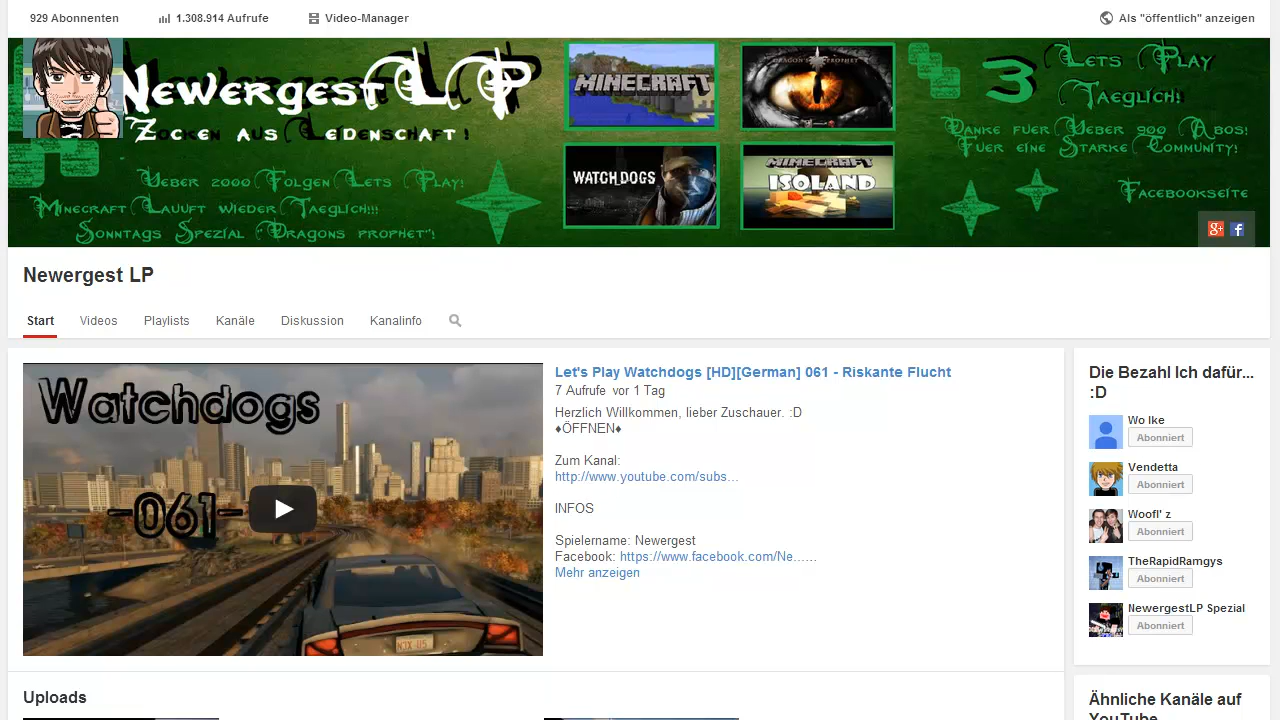 929 Abonnenten
1.308.914 Aufrufe
Video-Manager
Als "öffentlich" anzeigen
Newergest LP
Zocken aus Leidenschaft !
Ueber 2000 Folgen Lets Play!
Minecraft Lauuft wieder Taeglich!!!
Sonntags Spezial "Dragons prophet"!
MINECRAFT
DRAGON'S PROPHET
WATCH_DOGS
MINECRAFT
ISOLAND
3 Lets Play
Taeglich!
Danke fuer Ueber 900 Abos!
Fuer eine Starke Community!
Facebookseite
Newergest LP
Start
Videos
Playlists
Kanäle
Diskussion
Kanalinfo
Watchdogs
-061-
Let's Play Watchdogs [HD][German] 061 - Riskante Flucht
7 Aufrufe vor 1 Tag
Herzlich Willkommen, lieber Zuschauer. :D
♦ÖFFNEN♦
Zum Kanal:
http://www.youtube.com/subs...
INFOS
Spielername: Newergest
Facebook: https://www.facebook.com/Ne......
Mehr anzeigen
Uploads
Die Bezahl Ich dafür...
:D
Wo Ike
Abonniert
Vendetta
Abonniert
Woofl' z
Abonniert
TheRapidRamgys
Abonniert
NewergestLP Spezial
Abonniert
Ähnliche Kanäle auf
YouTube